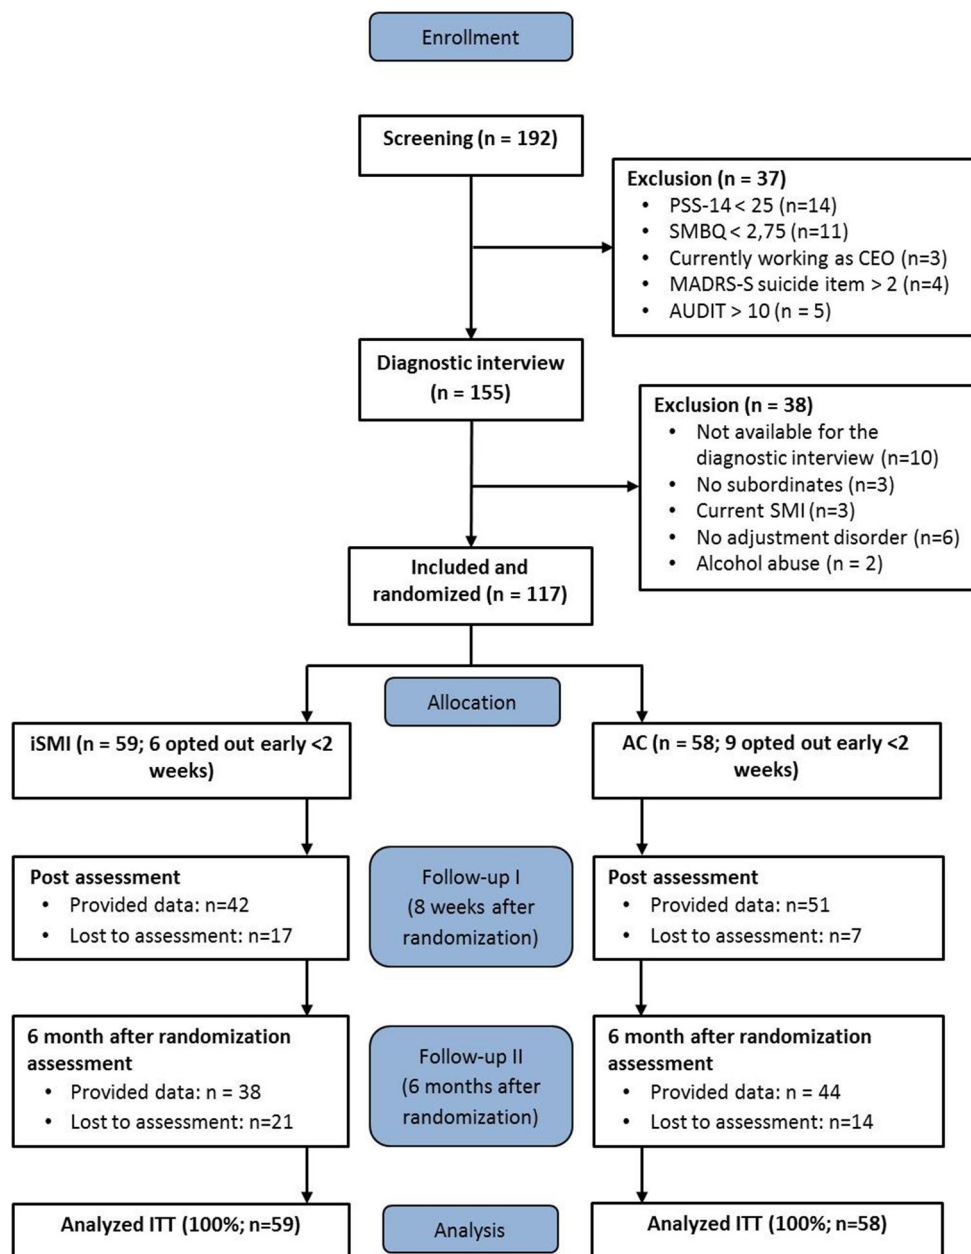 Enrollment
Screening (n = 192)
Exclusion (n = 37)
• PSS-14 < 25 (n=14)
• SMBQ < 2,75 (n=11)
• Currently working as CEO (n=3)
• MADRS-S suicide item > 2 (n=4)
• AUDIT > 10 (n = 5)
Diagnostic interview
(n = 155)
Exclusion (n = 38)
• Not available for the
diagnostic interview (n=10)
• No subordinates (n=3)
• Current SMI (n=3)
• No adjustment disorder (n=6)
• Alcohol abuse (n = 2)
Included and
randomized (n = 117)
Allocation
iSMI (n = 59; 6 opted out early <2
weeks)
AC (n = 58; 9 opted out early <2
weeks)
Post assessment
• Provided data: n=42
• Lost to assessment: n=17
Follow-up I
(8 weeks after
randomization)
Post assessment
• Provided data: n=51
• Lost to assessment: n=7
6 month after randomization
assessment
• Provided data: n = 38
• Lost to assessment: n=21
Follow-up II
(6 months after
randomization)
6 month after randomization
assessment
• Provided data: n = 44
• Lost to assessment: n=14
Analyzed ITT (100%; n=59)
Analysis
Analyzed ITT (100%; n=58)